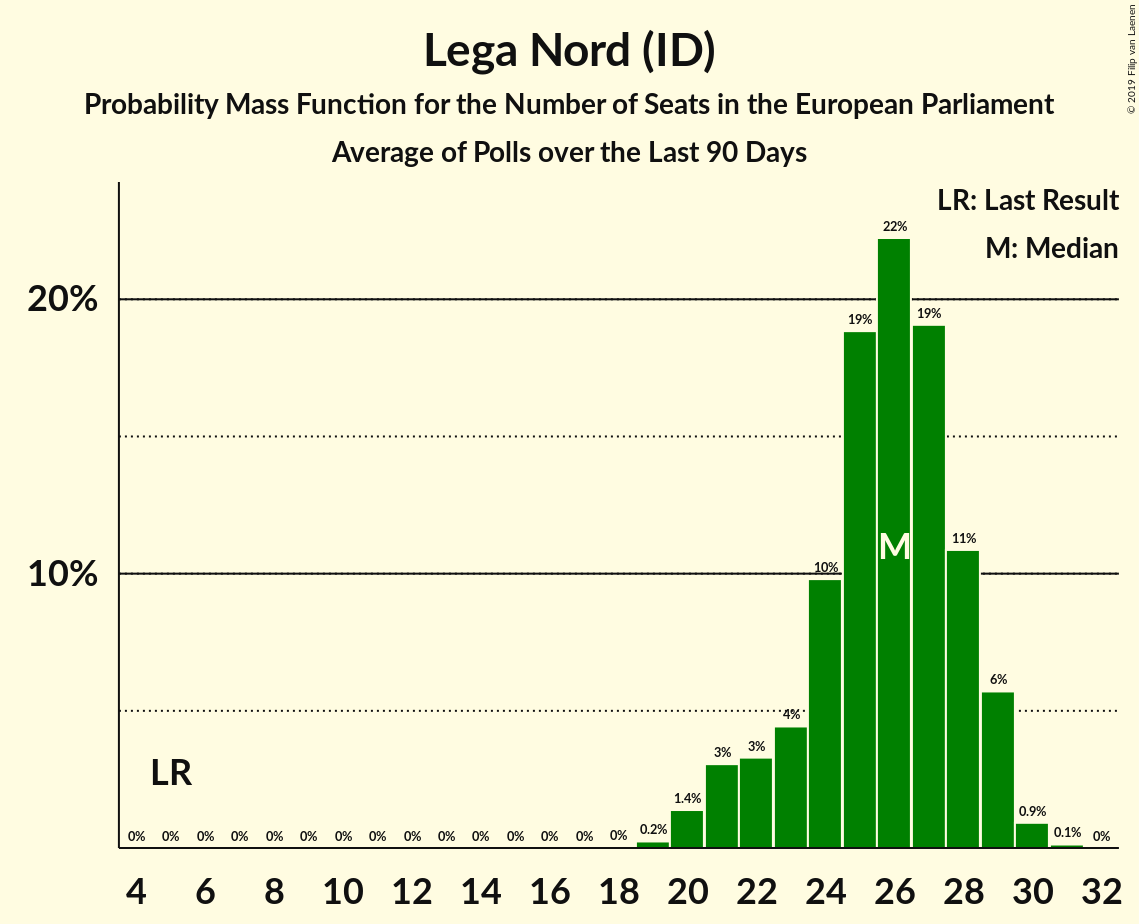 Lega Nord (ID)
Probability Mass Function for the Number of Seats in the European Parliament
Average of Polls over the Last 90 Days
© 2019 Filip van Laenen
LR: Last Result
M: Median
22%
20%
19%
19%
M
11%
10%
10%
6%
4%
3%
3%
LR
1.4%
0.9%
0.2%
0.1%
0% 0% 0% 0% 0% 0% 0% 0% 0% 0% 0% 0% 0% 0% 0% 0%
4 6 8 10 12 14 16 18 20 22 24 26 28 30 32